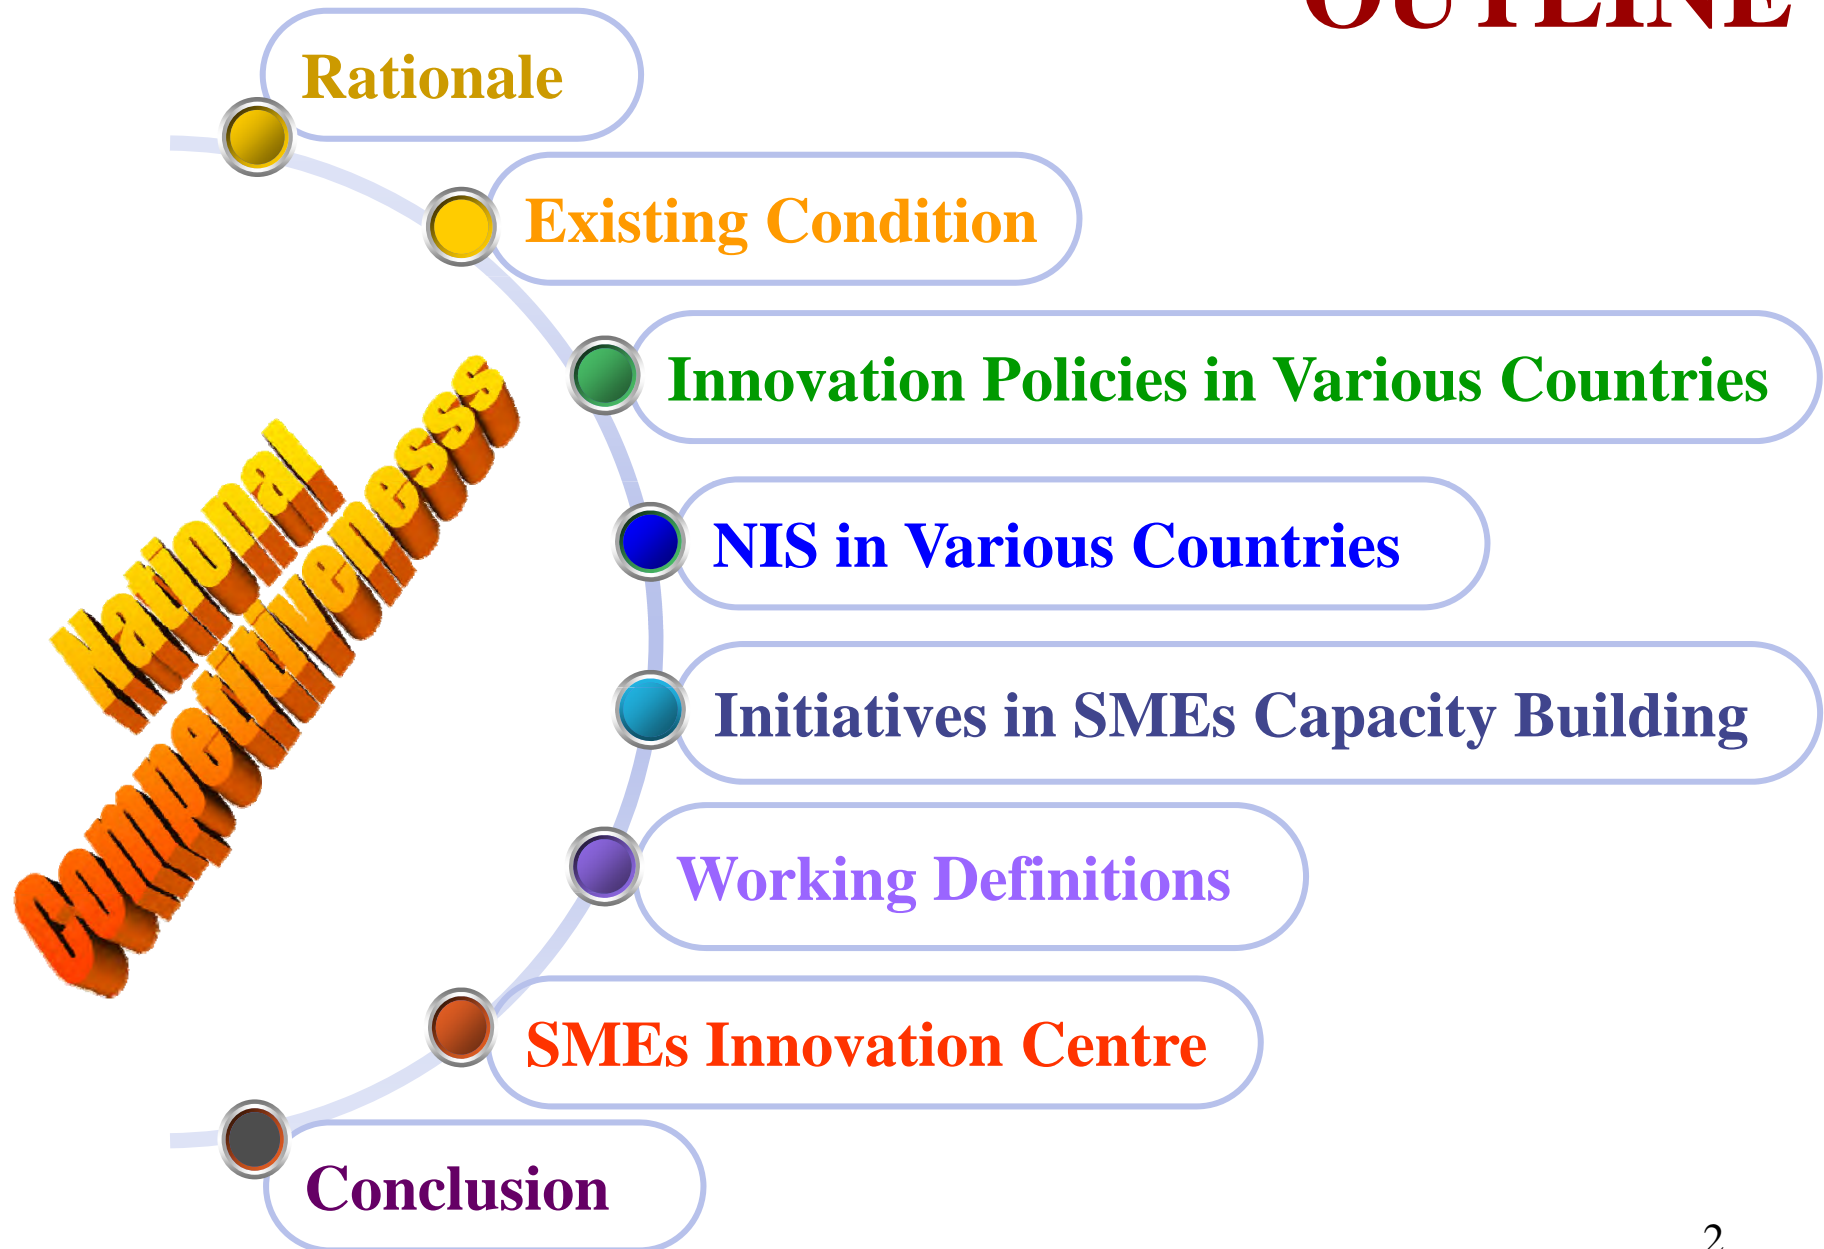 OUTLINE
Rationale
Existing Condition
Innovation Policies in Various Countries
NIS in Various Countries
Initiatives in SMEs Capacity Building
Working Definitions
SMEs Innovation Centre
Conclusion
National
Competitivenesss
2